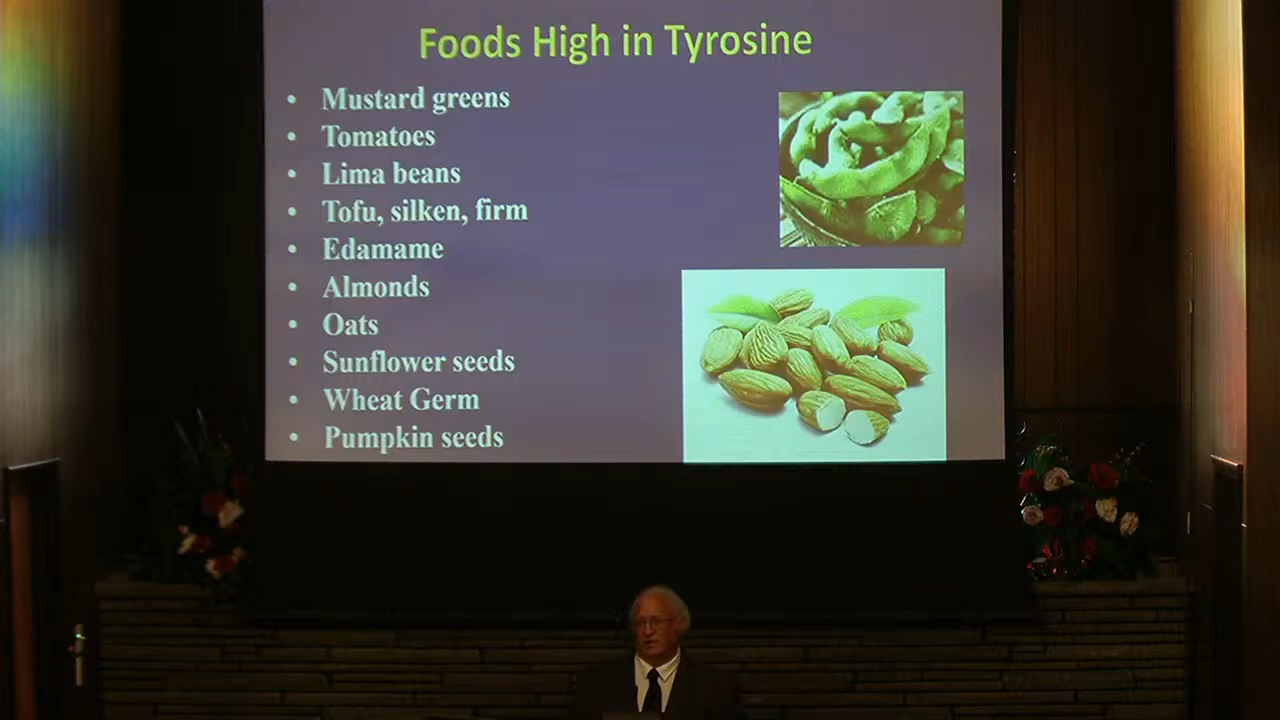 Foods High in Tyrosine
• Mustard greens
• Tomatoes
• Lima beans
• Tofu, silken, firm
• Edamame
• Almonds
• Oats
• Sunflower seeds
• Wheat Germ
• Pumpkin seeds